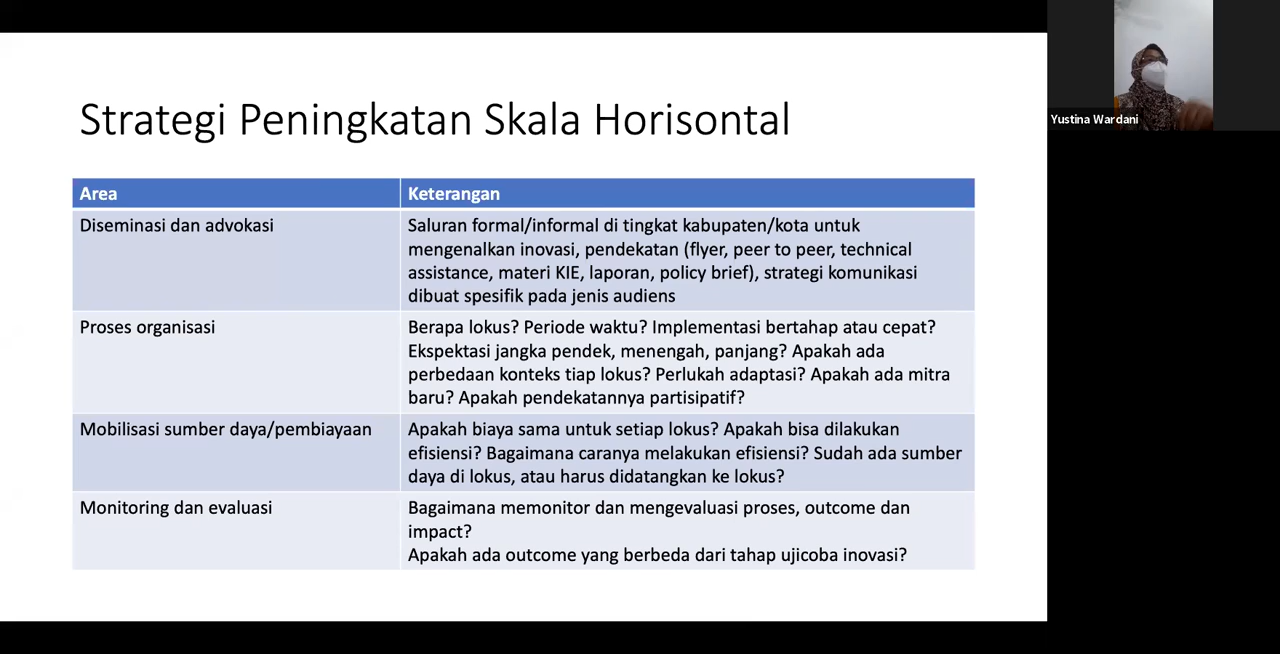 Strategi Peningkatan Skala Horisontal
Area
Keterangan
Diseminasi dan advokasi
Saluran formal/informal di tingkat kabupaten/kota untuk
mengenalkan inovasi, pendekatan (flyer, peer to peer, technical
assistance, materi KIE, laporan, policy brief), strategi komunikasi
dibuat spesifik pada jenis audiens
Proses organisasi
Berapa lokus? Periode waktu? Implementasi bertahap atau cepat?
Ekspektasi jangka pendek, menengah, panjang? Apakah ada
perbedaan konteks tiap lokus? Perlukah adaptasi? Apakah ada mitra
baru? Apakah pendekatannya partisipatif?
Mobilisasi sumber daya/pembiayaan
Apakah biaya sama untuk setiap lokus? Apakah bisa dilakukan
efisiensi? Bagaimana caranya melakukan efisiensi? Sudah ada sumber
daya di lokus, atau harus didatangkan ke lokus?
Monitoring dan evaluasi
Bagaimana memonitor dan mengevaluasi proses, outcome dan
impact?
Apakah ada outcome yang berbeda dari tahap ujicoba inovasi?
Yustina Wardani